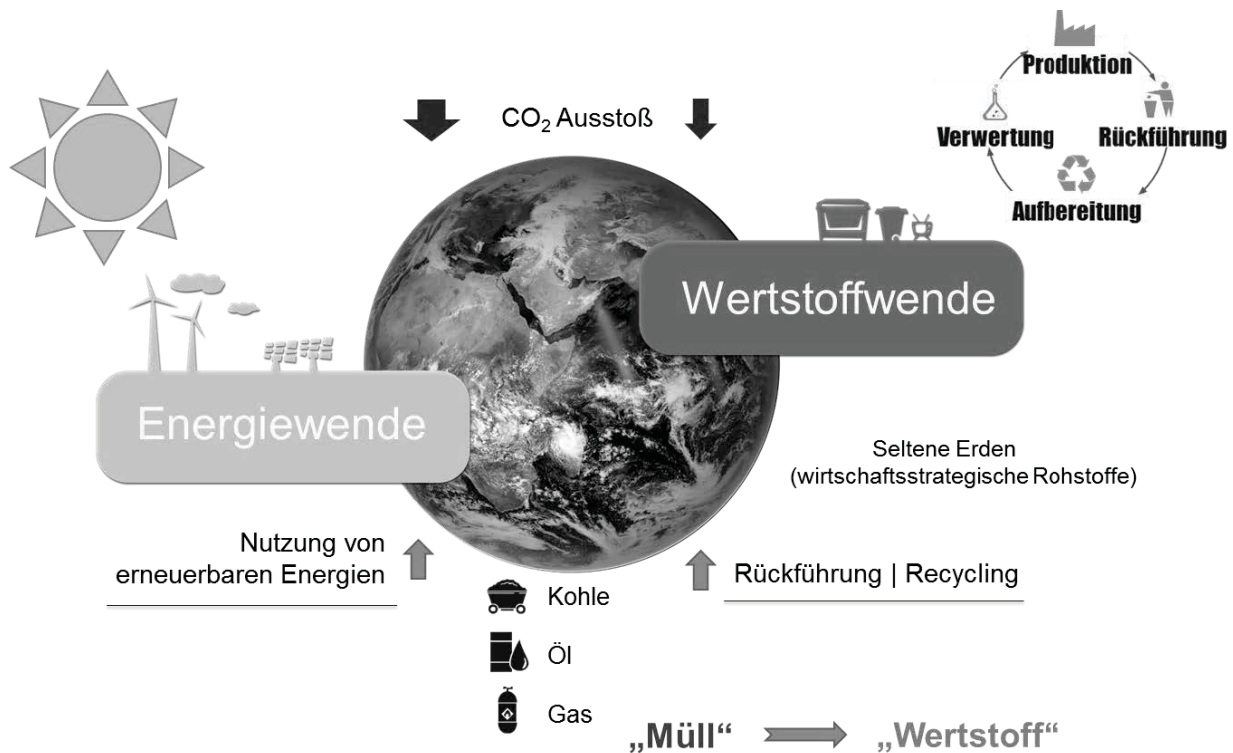 CO₂ Ausstoß
Produktion
Verwertung
Rückführung
Aufbereitung
Wertstoffwende
Energiewende
Seltene Erden
(wirtschaftsstrategische Rohstoffe)
Nutzung von
erneuerbaren Energien
Rückführung | Recycling
Kohle
Öl
Gas
„Müll“
„Wertstoff“